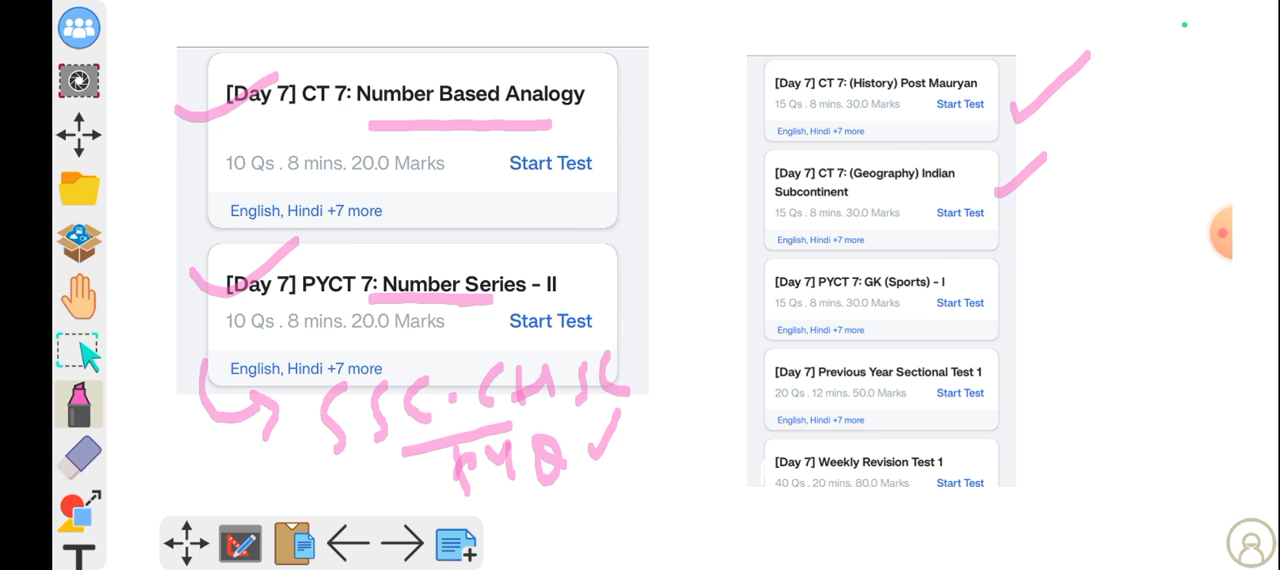 [Day 7] CT 7: Number Based Analogy
10 Qs . 8 mins. 20.0 Marks Start Test
English, Hindi +7 more
[Day 7] PYCT 7: Number Series - II
10 Qs . 8 mins. 20.0 Marks Start Test
English, Hindi +7 more
SSC. CHSL
PYQ
[Day 7] CT 7: (History) Post Mauryan
15 Qs . 8 mins. 30.0 Marks Start Test
English, Hindi +7 more
[Day 7] CT 7: (Geography) Indian
Subcontinent
15 Qs . 8 mins. 30.0 Marks Start Test
English, Hindi +7 more
[Day 7] PYCT 7: GK (Sports) - I
15 Qs . 8 mins. 30.0 Marks Start Test
English, Hindi +7 more
[Day 7] Previous Year Sectional Test 1
20 Qs . 12 mins. 50.0 Marks Start Test
English, Hindi +7 more
[Day 7] Weekly Revision Test 1
40 Qs . 20 mins. 80.0 Marks Start Test
T